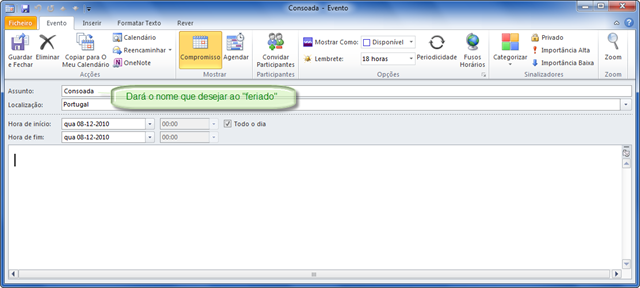 Consoada - Evento
Ficheiro Evento Inserir Formatar Texto Rever
Guardar e Fechar
Eliminar
Copiar para O Meu Calendário
Calendário
Reencaminhar
OneNote
Acções
Compromisso
Agendar
Mostrar
Convidar Participantes
Participantes
Mostrar Como: Disponível
Lembrete: 18 horas
Periodicidade
Fusos Horários
Opções
Categorizar
Privado
Importância Alta
Importância Baixa
Sinalizadores
Zoom
Zoom
Assunto: Consoada
Dará o nome que desejar ao "feriado"
Localização: Portugal
Hora de início: qua 08-12-2010 00:00 Todo o dia
Hora de fim: qua 08-12-2010 00:00